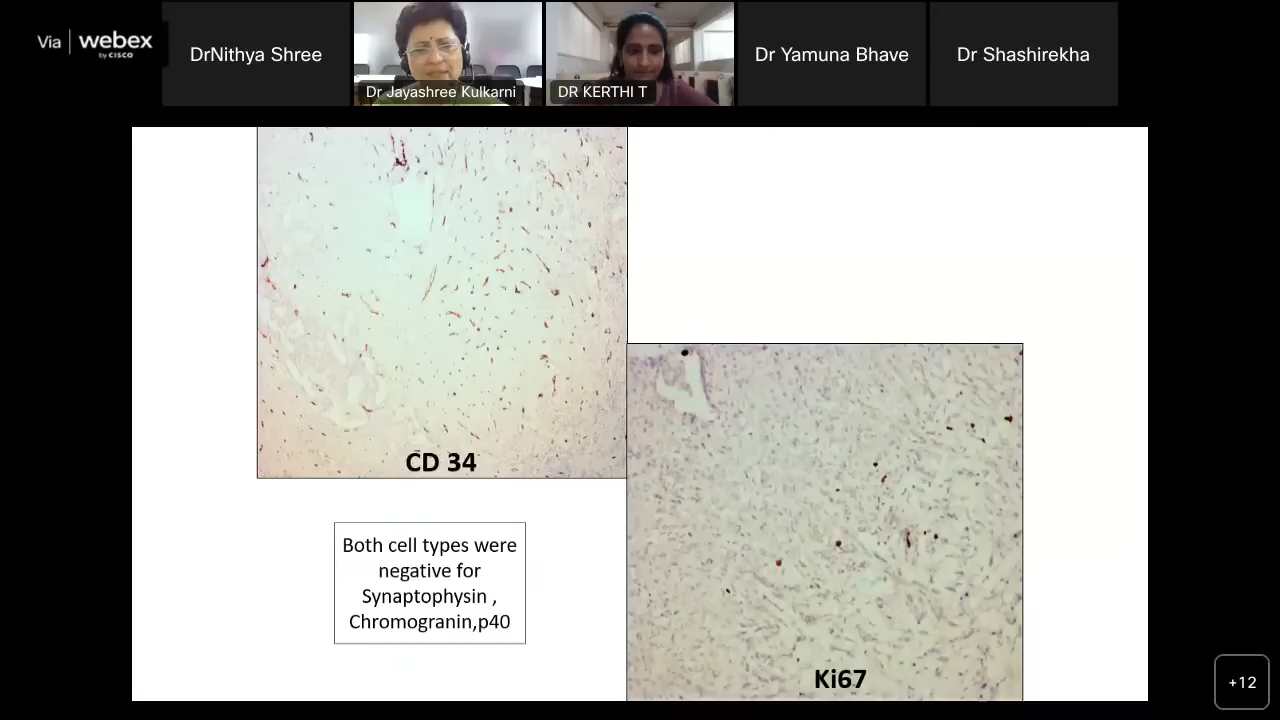 Via webex
by CISCO
DrNithya Shree
Dr Jayashree Kulkarni
DR KERTHI T
Dr Yamuna Bhave
Dr Shashirekha
CD 34
Both cell types were
negative for
Synaptophysin ,
Chromogranin,p40
Ki67
+12